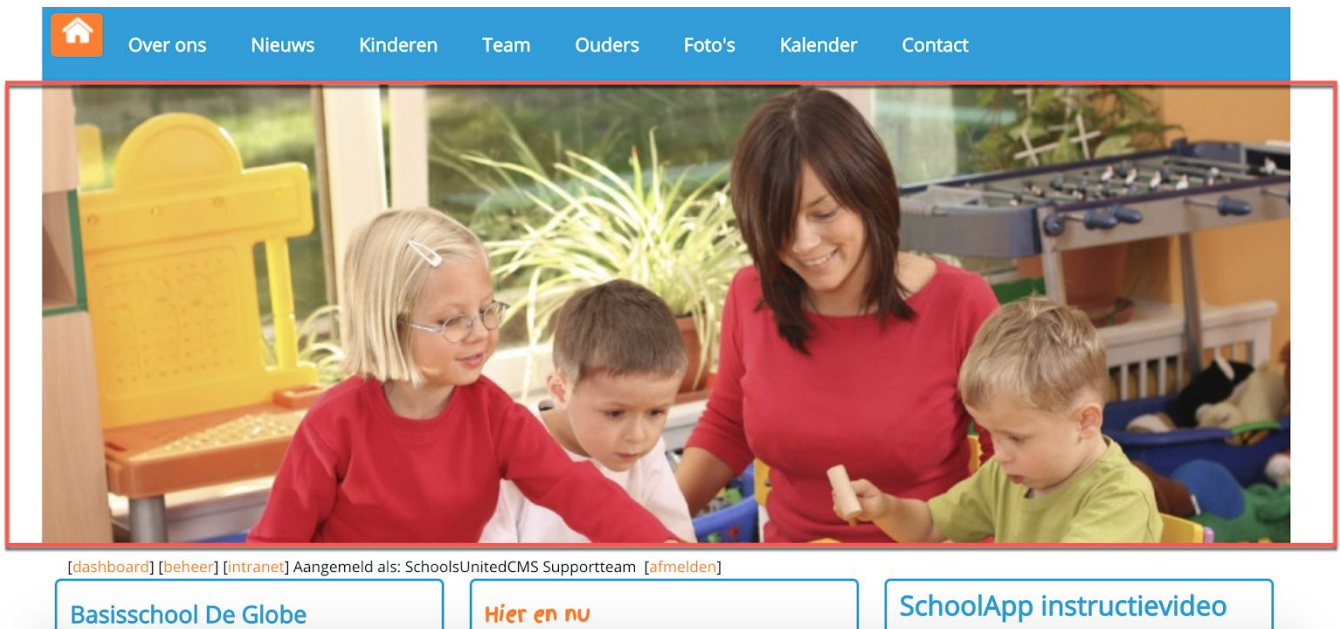 Over ons Nieuws Kinderen Team Ouders Foto's Kalender Contact
[dashboard] [beheer] [intranet] Aangemeld als: SchoolsUnitedCMS Supportteam [afmelden]
Basisschool De Globe
Hier en nu
SchoolApp instructievideo